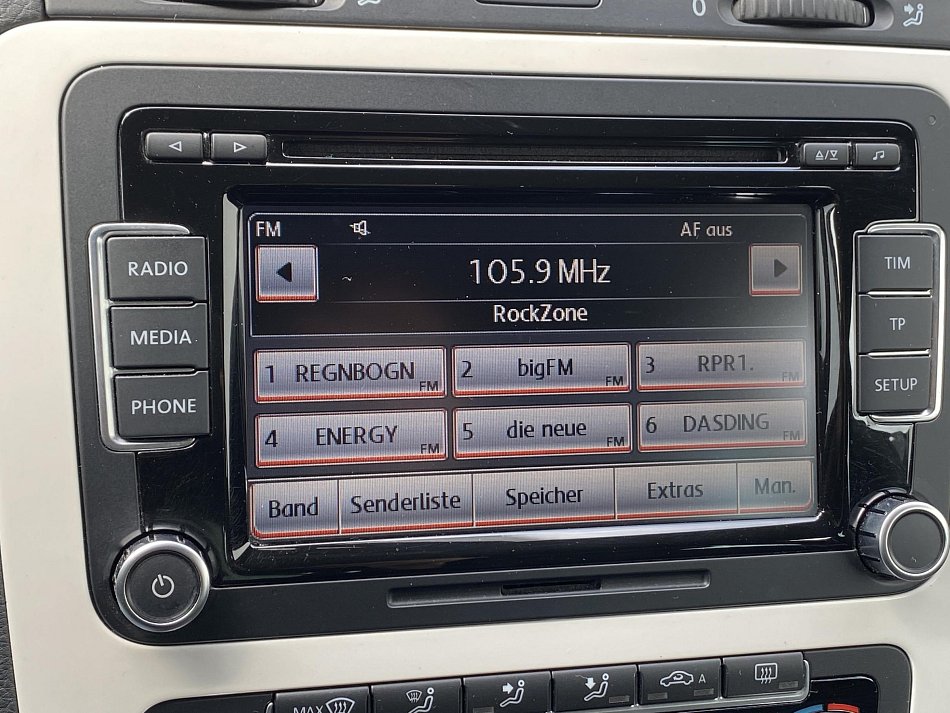 0
FM AF aus
RADIO
105.9 MHz
TIM
RockZone
MEDIA
TP
1 REGNBOGN FM 2 bigFM FM 3 RPR1. FM
PHONE
SETUP
4 ENERGY FM 5 die neue FM 6 DASDING FM
Band Senderliste Speicher Extras Man.
MAX A